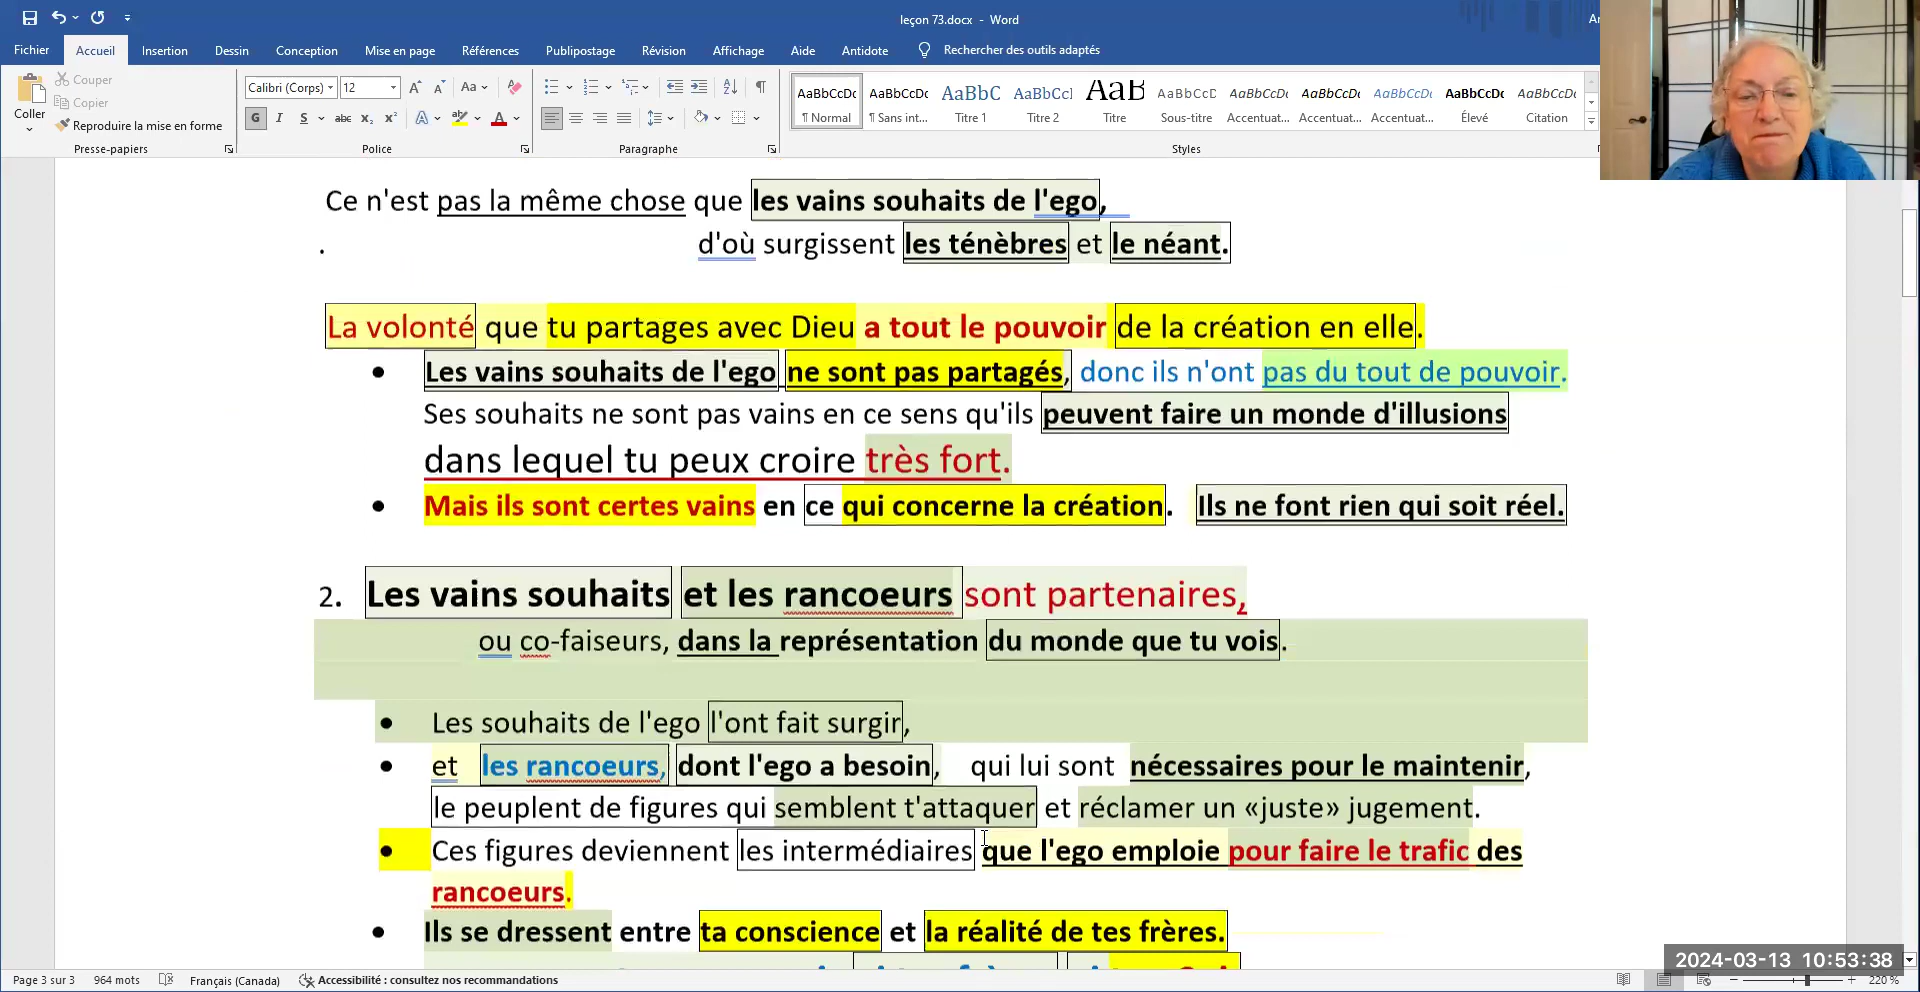 leçon 73.docx - Word
Fichier Accueil Insertion Dessin Conception Mise en page Références Publipostage Révision Affichage Aide Antidote Rechercher des outils adaptés
Couper
Copier
Coller
Reproduire la mise en forme
Calibri (Corps) 12
Aa
G I S abc x₂ x² A A
AaBbCcDc AaBbCcDc AaBbC AaBbCcI AaB AaBbCcD AaBbCcDc AaBbCcDc AaBbCcDc AaBbCcDc AaBbCcDc
¶ Normal ¶ Sans int... Titre 1 Titre 2 Titre Sous-titre Accentuat... Accentuat... Accentuat... Élevé Citation
Presse-papiers Police Paragraphe Styles
Ce n'est pas la même chose que les vains souhaits de l'ego,
. d'où surgissent les ténèbres et le néant.
La volonté que tu partages avec Dieu a tout le pouvoir de la création en elle.
• Les vains souhaits de l'ego ne sont pas partagés, donc ils n'ont pas du tout de pouvoir.
Ses souhaits ne sont pas vains en ce sens qu'ils peuvent faire un monde d'illusions
dans lequel tu peux croire très fort.
• Mais ils sont certes vains en ce qui concerne la création. Ils ne font rien qui soit réel.
2. Les vains souhaits et les rancoeurs sont partenaires,
ou co-faiseurs, dans la représentation du monde que tu vois.
• Les souhaits de l'ego l'ont fait surgir,
• et les rancoeurs, dont l'ego a besoin, qui lui sont nécessaires pour le maintenir,
le peuplent de figures qui semblent t'attaquer et réclamer un «juste» jugement.
• Ces figures deviennent les intermédiaires que l'ego emploie pour faire le trafic des
rancoeurs.
• Ils se dressent entre ta conscience et la réalité de tes frères.
2024-03-13 10:53:38
Page 3 sur 3 964 mots Français (Canada) Accessibilité : consultez nos recommandations 220 %